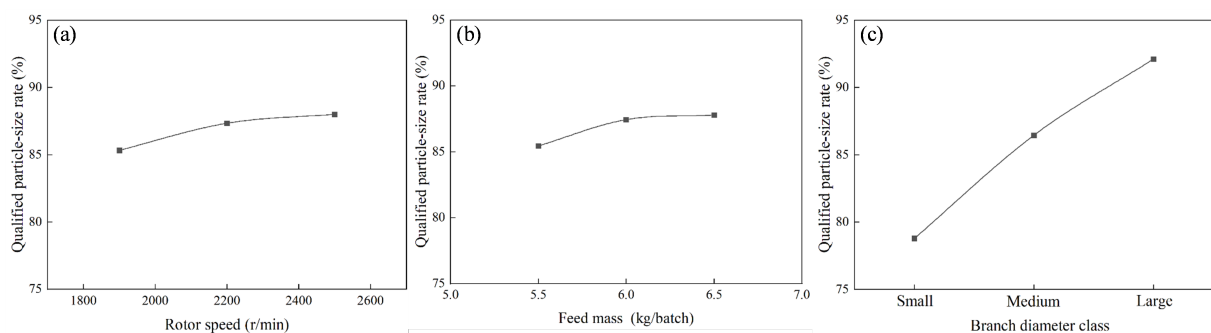 (a)
Qualified particle-size rate (%)
95
90
85
80
75
1800 2000 2200 2400 2600
Rotor speed (r/min)
(b)
Qualified particle-size rate (%)
95
90
85
80
75
5.0 5.5 6.0 6.5 7.0
Feed mass (kg/batch)
(c)
Qualified particle-size rate (%)
95
90
85
80
75
Small Medium Large
Branch diameter class